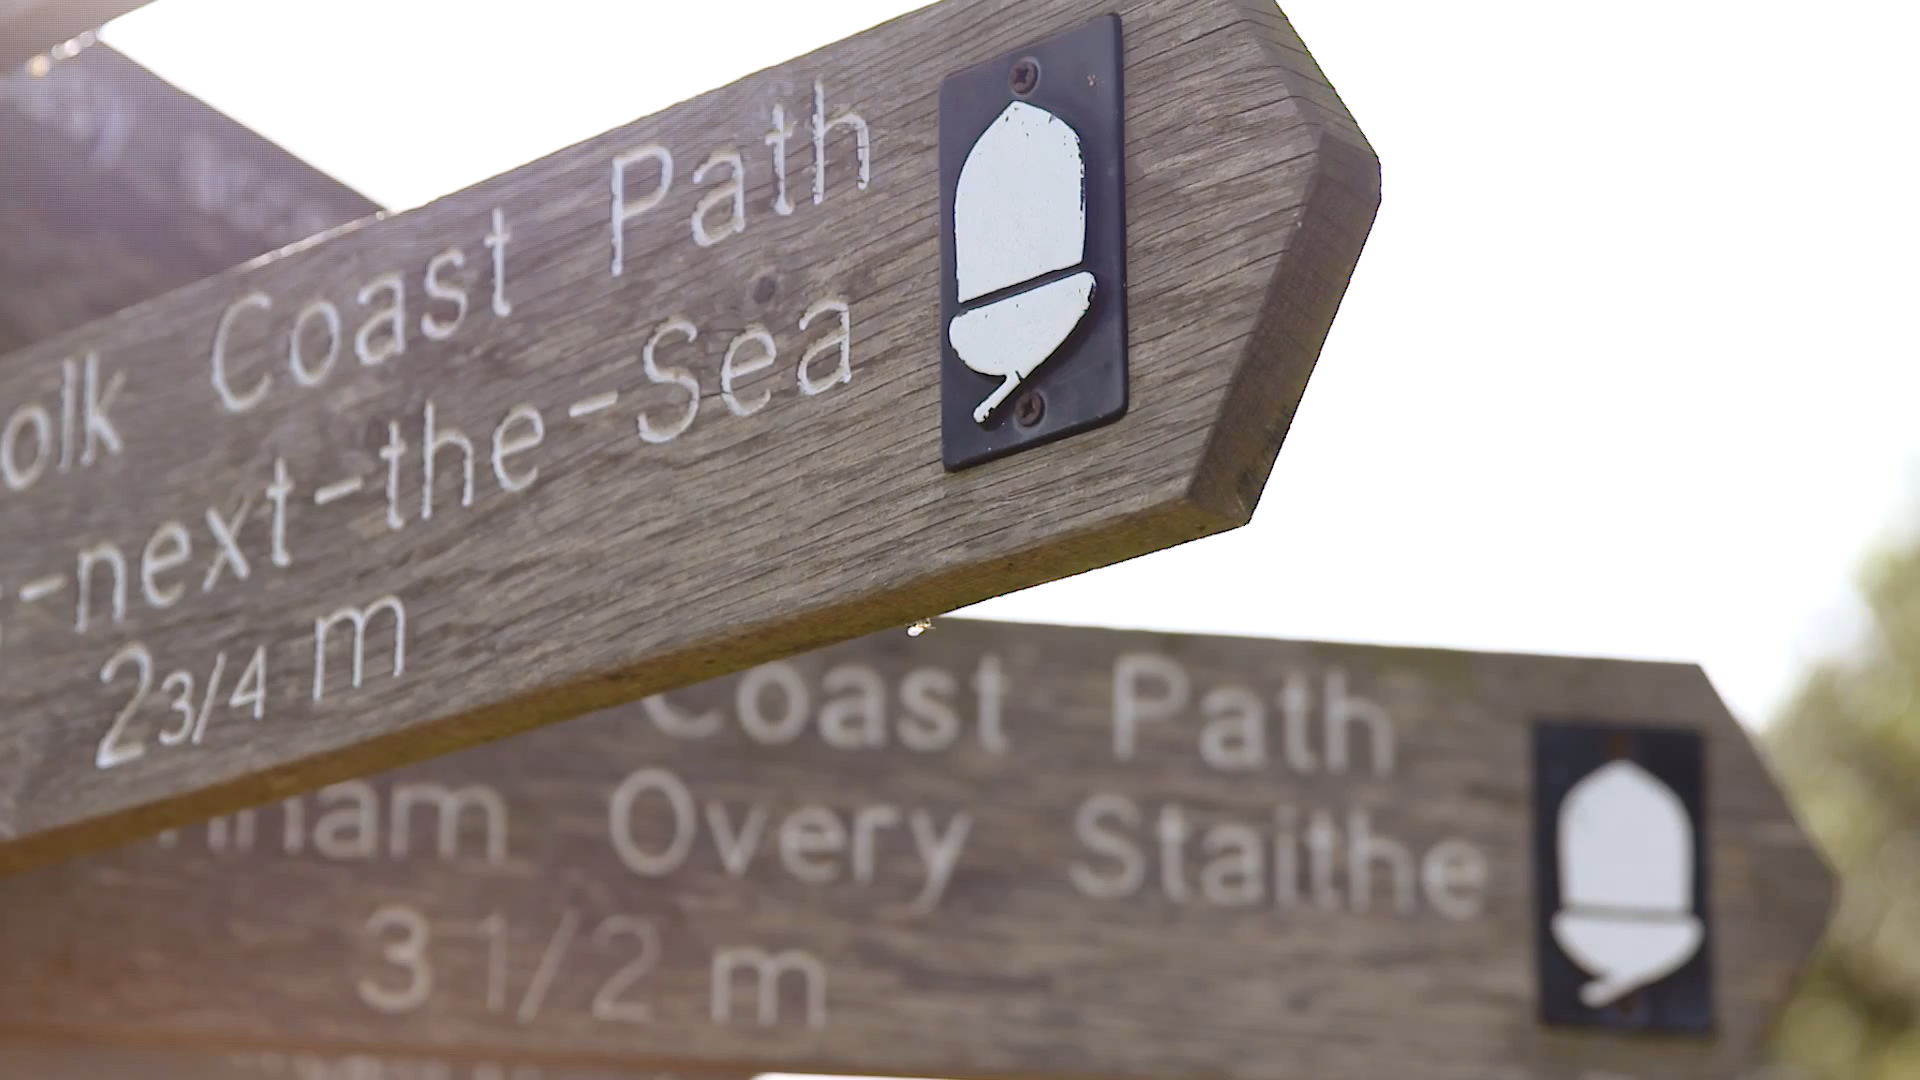 olk Coast Path
-next-the-Sea
2 3/4 m
Coast Path
nham Overy Staithe
3 1/2 m